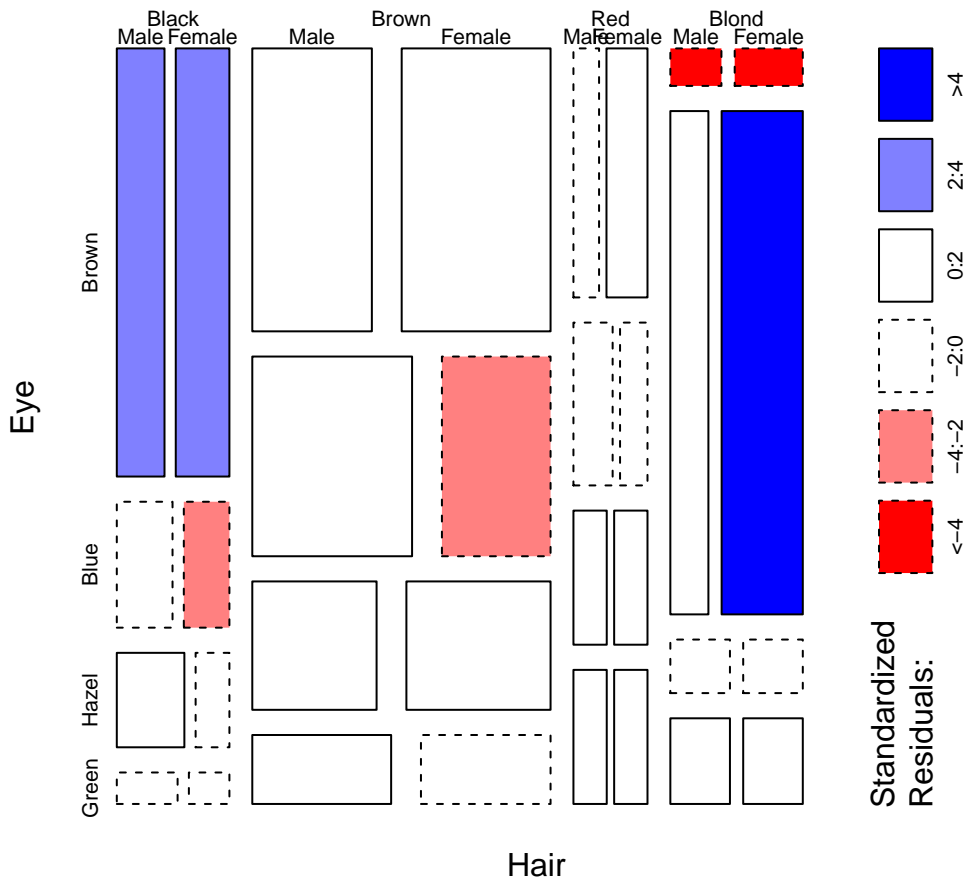 Black Brown Red Blond
Male Female Male Female Male Female Male Female
Eye
Brown
Blue
Hazel
Green
Hair
Standardized
Residuals:
<−4
−4:−2
−2:0
0:2
2:4
>4